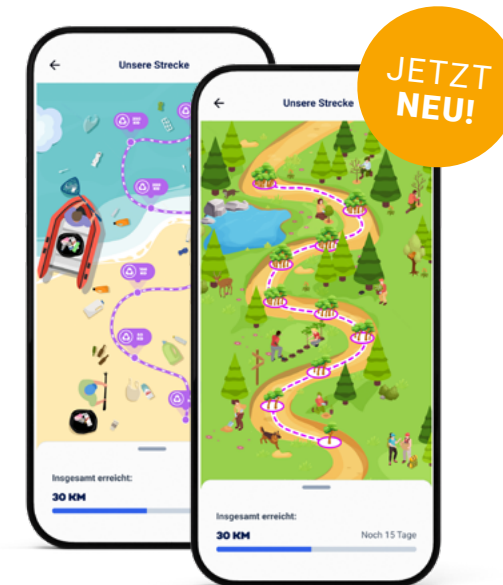 Unsere Strecke
Insgesamt erreicht:
30 KM
Unsere Strecke
Insgesamt erreicht:
30 KM
Noch 15 Tage
JETZT
NEU!